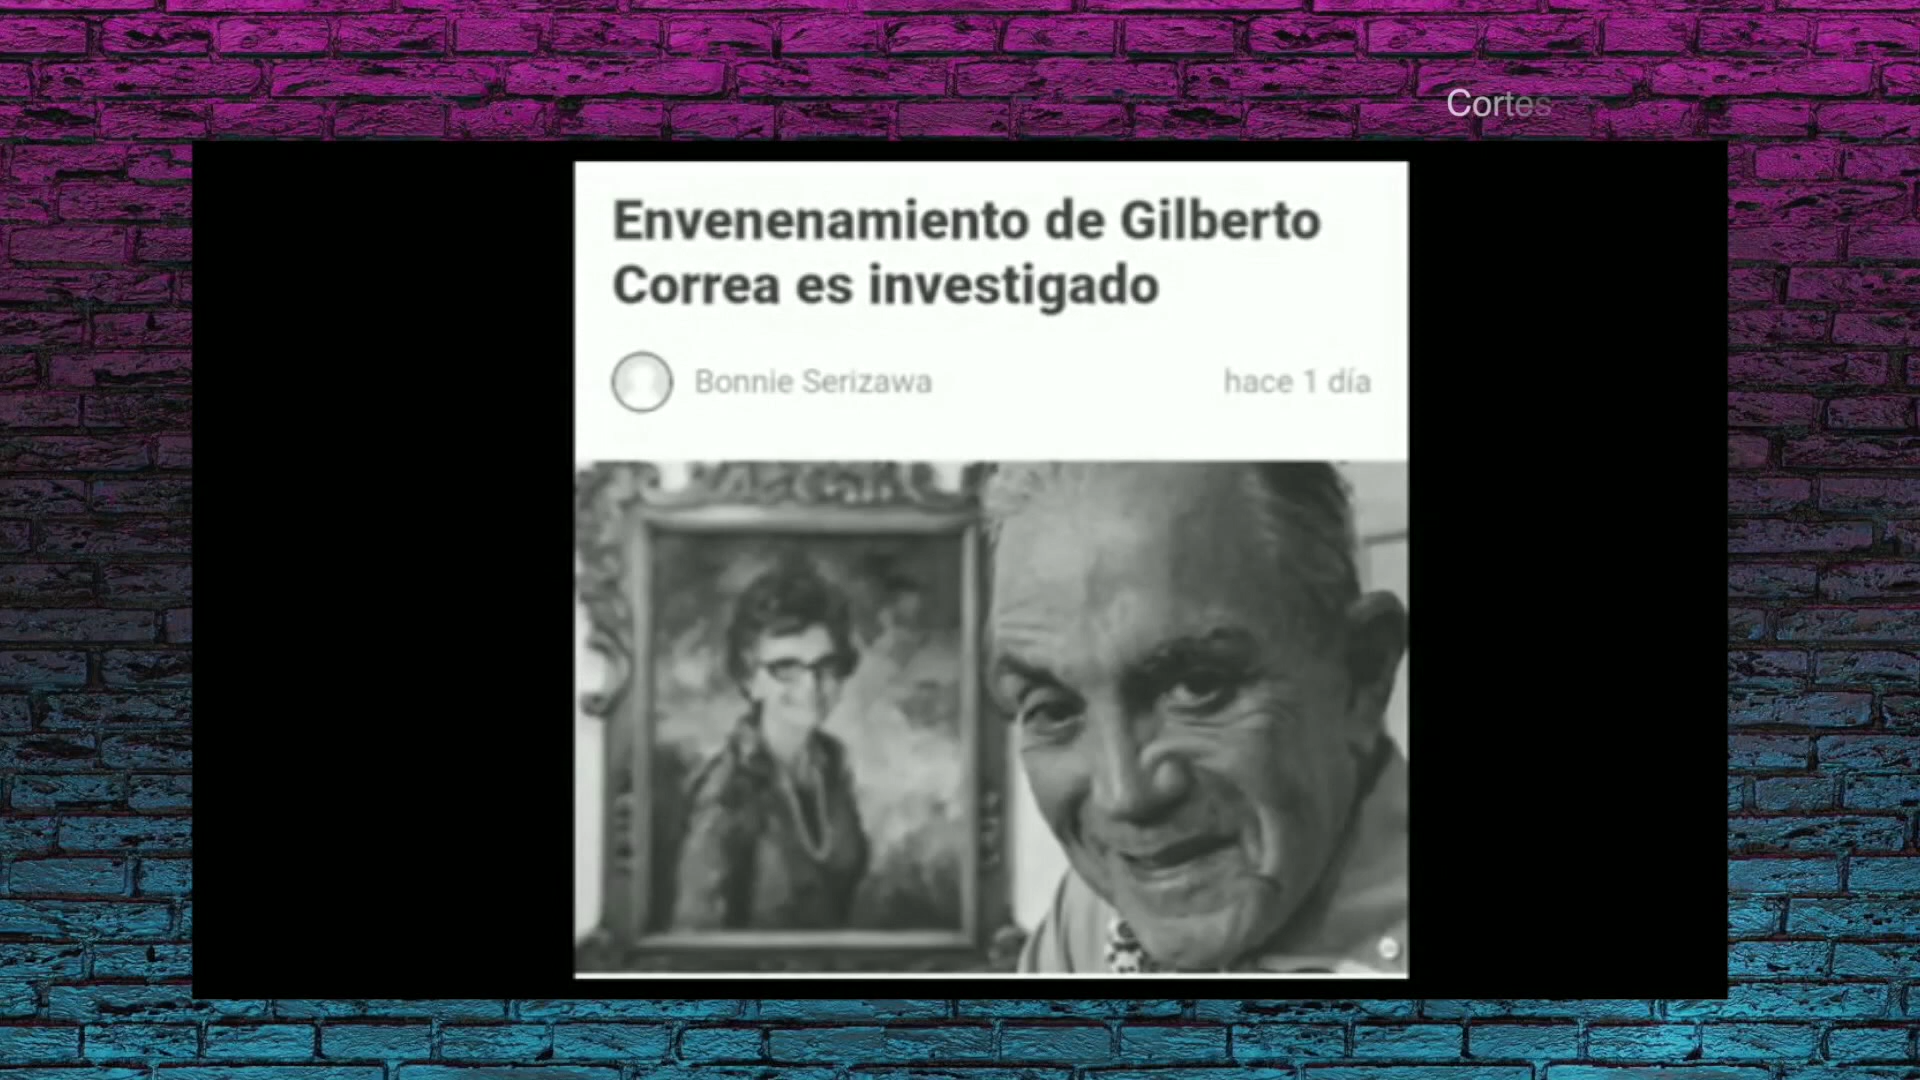 Cortes
Envenenamiento de Gilberto
Correa es investigado
Bonnie Serizawa
hace 1 día